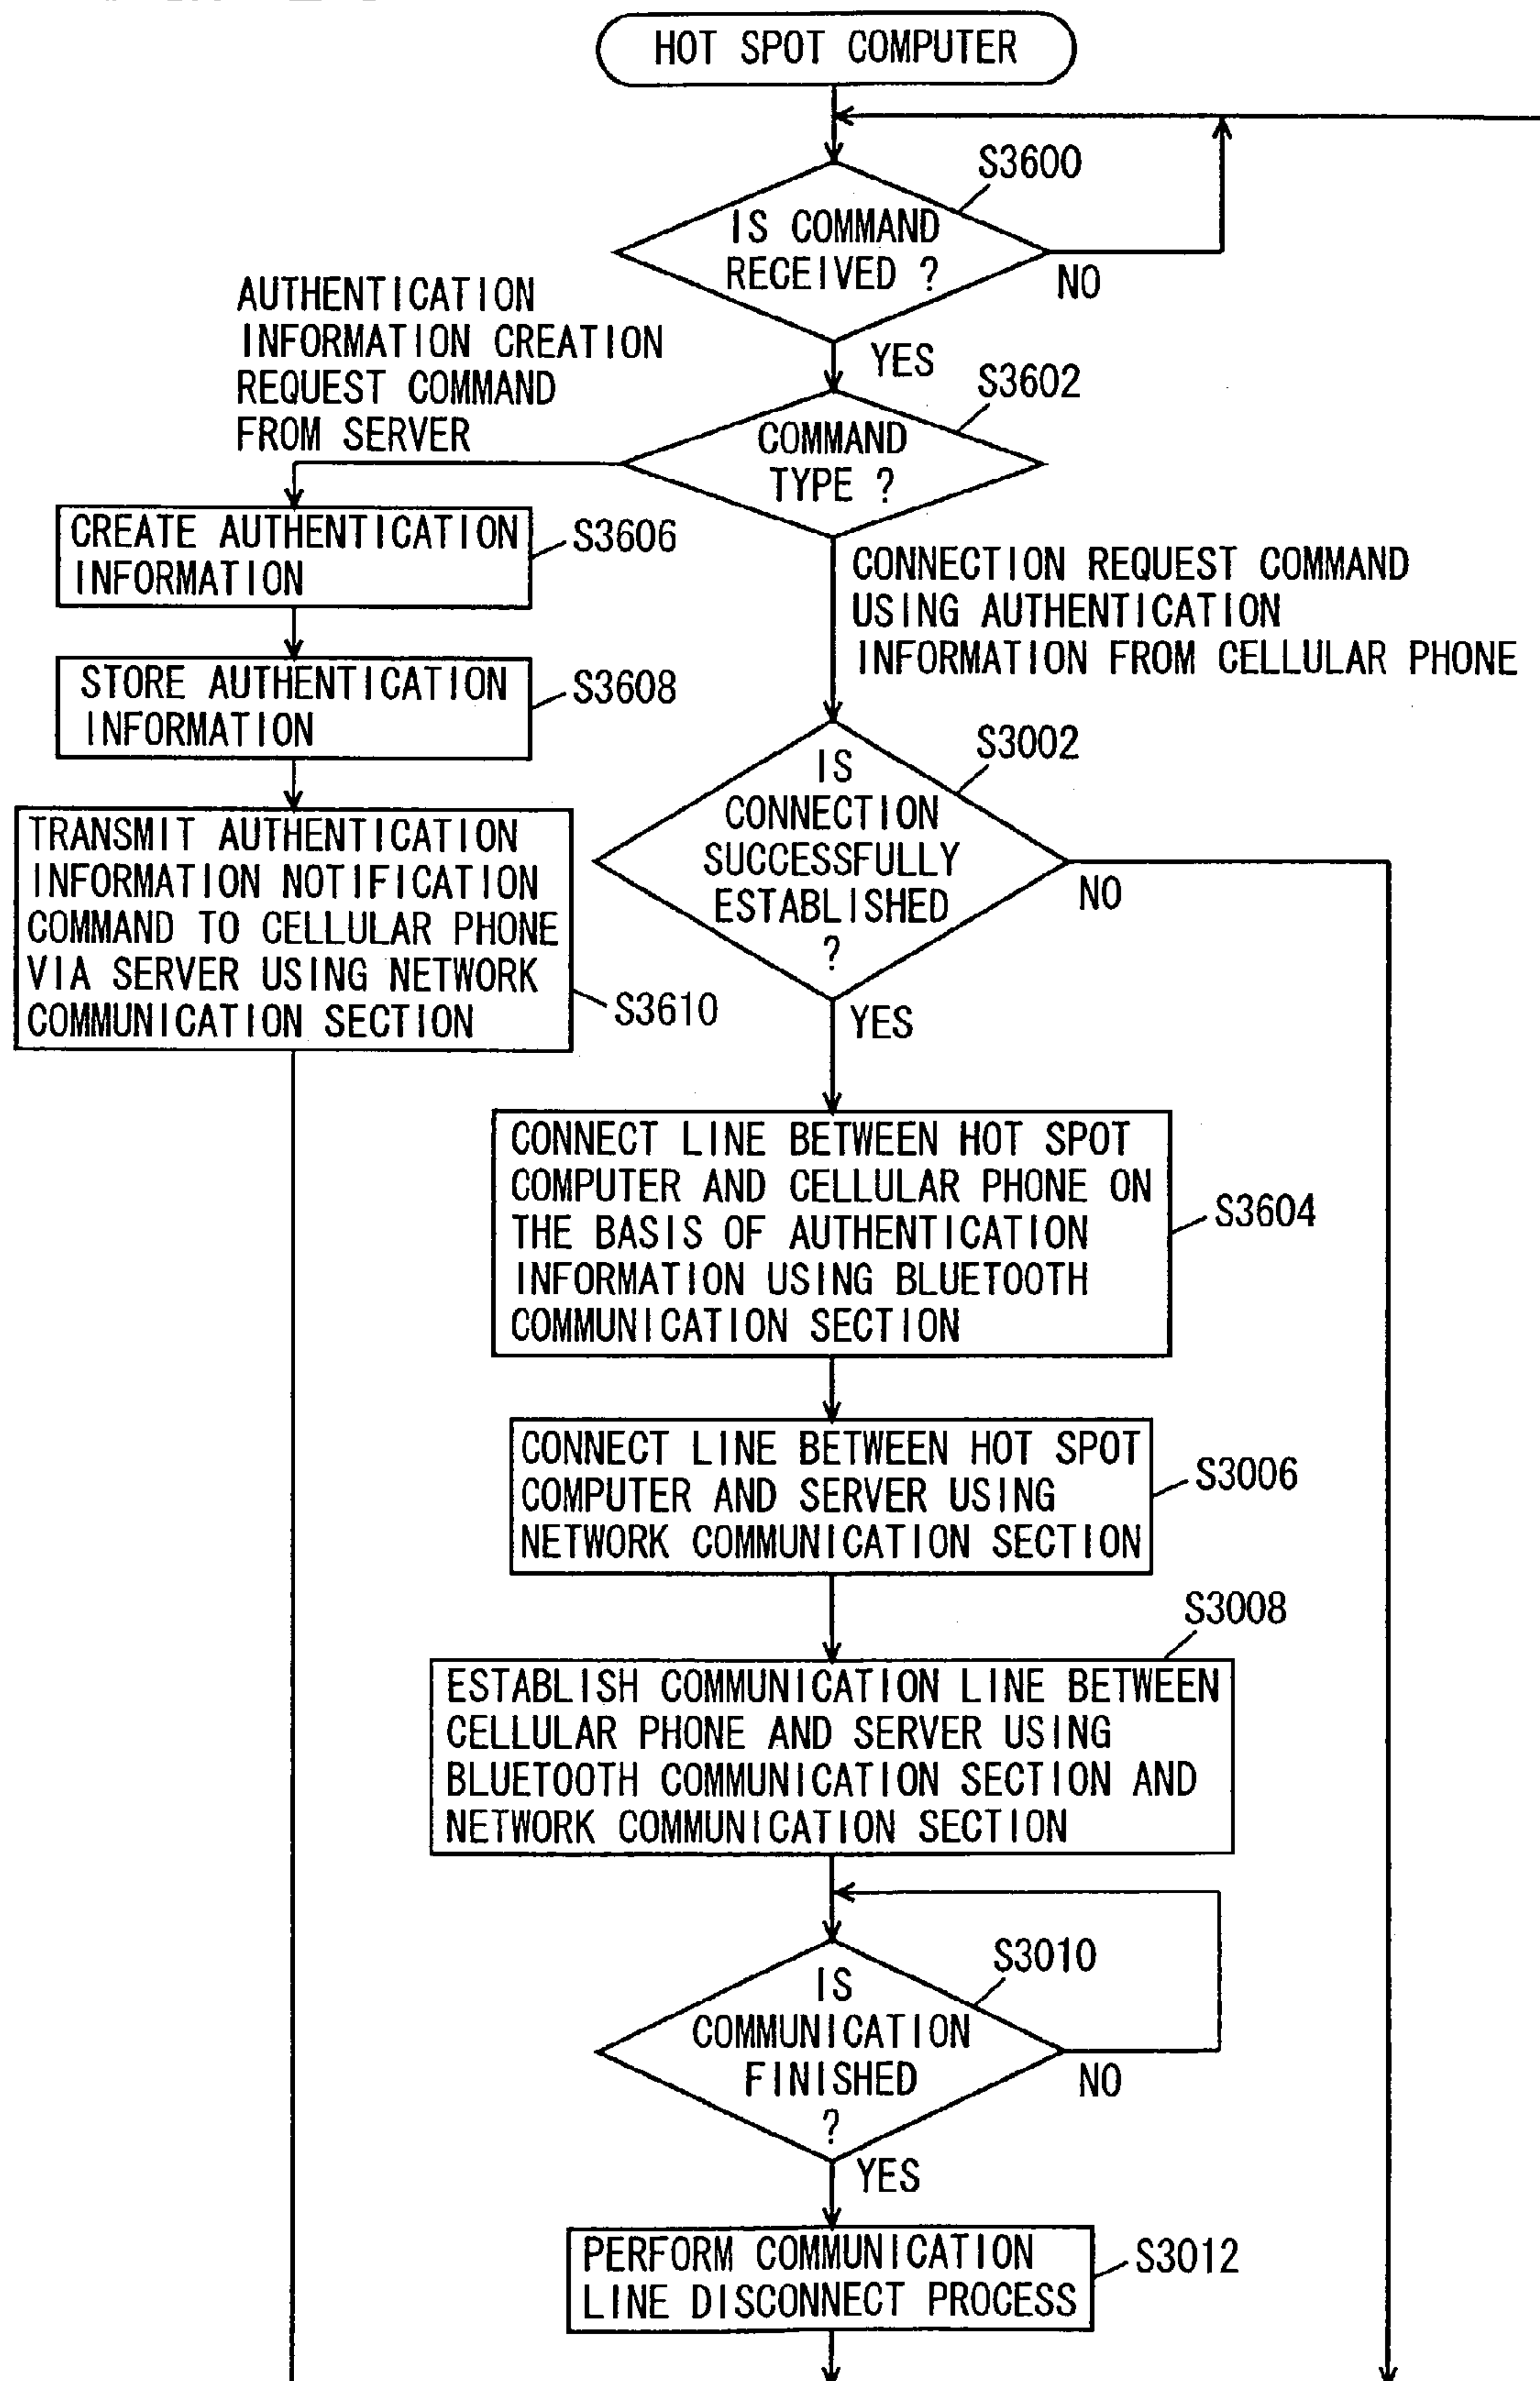 HOT SPOT COMPUTER
S3600
IS COMMAND
RECEIVED ?
NO
YES
AUTHENTICATION
INFORMATION CREATION
REQUEST COMMAND
FROM SERVER
S3602
COMMAND
TYPE ?
CREATE AUTHENTICATION
INFORMATION
S3606
STORE AUTHENTICATION
INFORMATION
S3608
TRANSMIT AUTHENTICATION
INFORMATION NOTIFICATION
COMMAND TO CELLULAR PHONE
VIA SERVER USING NETWORK
COMMUNICATION SECTION
S3610
CONNECTION REQUEST COMMAND
USING AUTHENTICATION
INFORMATION FROM CELLULAR PHONE
S3002
IS
CONNECTION
SUCCESSFULLY
ESTABLISHED
?
NO
YES
CONNECT LINE BETWEEN HOT SPOT
COMPUTER AND CELLULAR PHONE ON
THE BASIS OF AUTHENTICATION
INFORMATION USING BLUETOOTH
COMMUNICATION SECTION
S3604
CONNECT LINE BETWEEN HOT SPOT
COMPUTER AND SERVER USING
NETWORK COMMUNICATION SECTION
S3006
S3008
ESTABLISH COMMUNICATION LINE BETWEEN
CELLULAR PHONE AND SERVER USING
BLUETOOTH COMMUNICATION SECTION AND
NETWORK COMMUNICATION SECTION
S3010
IS
COMMUNICATION
FINISHED
?
NO
YES
PERFORM COMMUNICATION
LINE DISCONNECT PROCESS
S3012